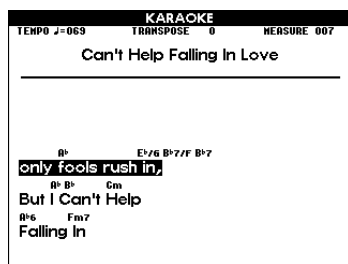 KARAOKE
TEMPO ♩=069 TRANSPOSE 0 MEASURE 007
Can't Help Falling In Love
A♭ E♭/G B♭7/F B♭7
only fools rush in,
A♭ B♭ Cm
But I Can't Help
A♭6 Fm7
Falling In